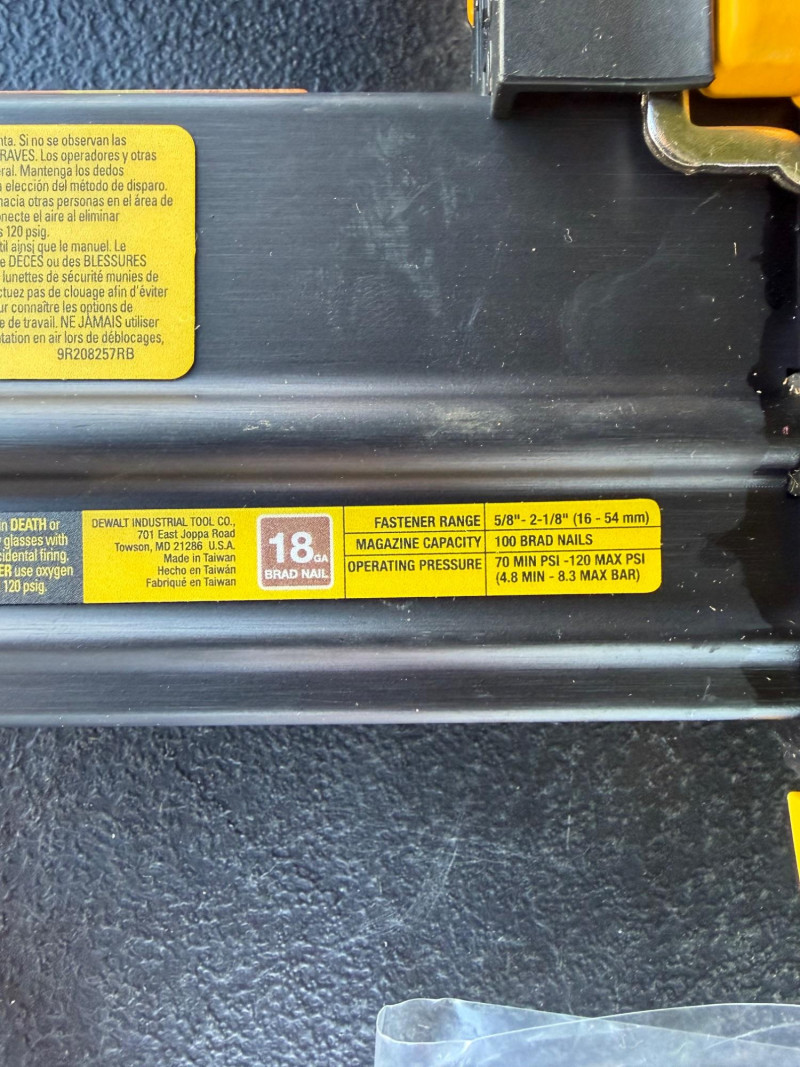 nta. Si no se observan las
RAVES. Los operadores y otras
eral. Mantenga los dedos
a elección del método de disparo.
hacia otras personas en el área de
onecte el aire al eliminar
s 120 psig.
til ainsi que le manuel. Le
e DÉCÈS ou des BLESSURES
lunettes de sécurité munies de
ctuez pas de clouage afin d'éviter
ur connaître les options de
e de travail. NE JAMAIS utiliser
ntation en air lors de déblocages,
9R208257RB
in DEATH or
glasses with
cidental firing.
ER use oxygen
120 psig.
DEWALT INDUSTRIAL TOOL CO.,
701 East Joppa Road
Towson, MD 21286 U.S.A.
Made in Taiwan
Hecho en Taiwán
Fabriqué en Taiwan
18GA
BRAD NAIL
FASTENER RANGE 5/8"- 2-1/8" (16 - 54 mm)
MAGAZINE CAPACITY 100 BRAD NAILS
OPERATING PRESSURE 70 MIN PSI -120 MAX PSI
(4.8 MIN - 8.3 MAX BAR)